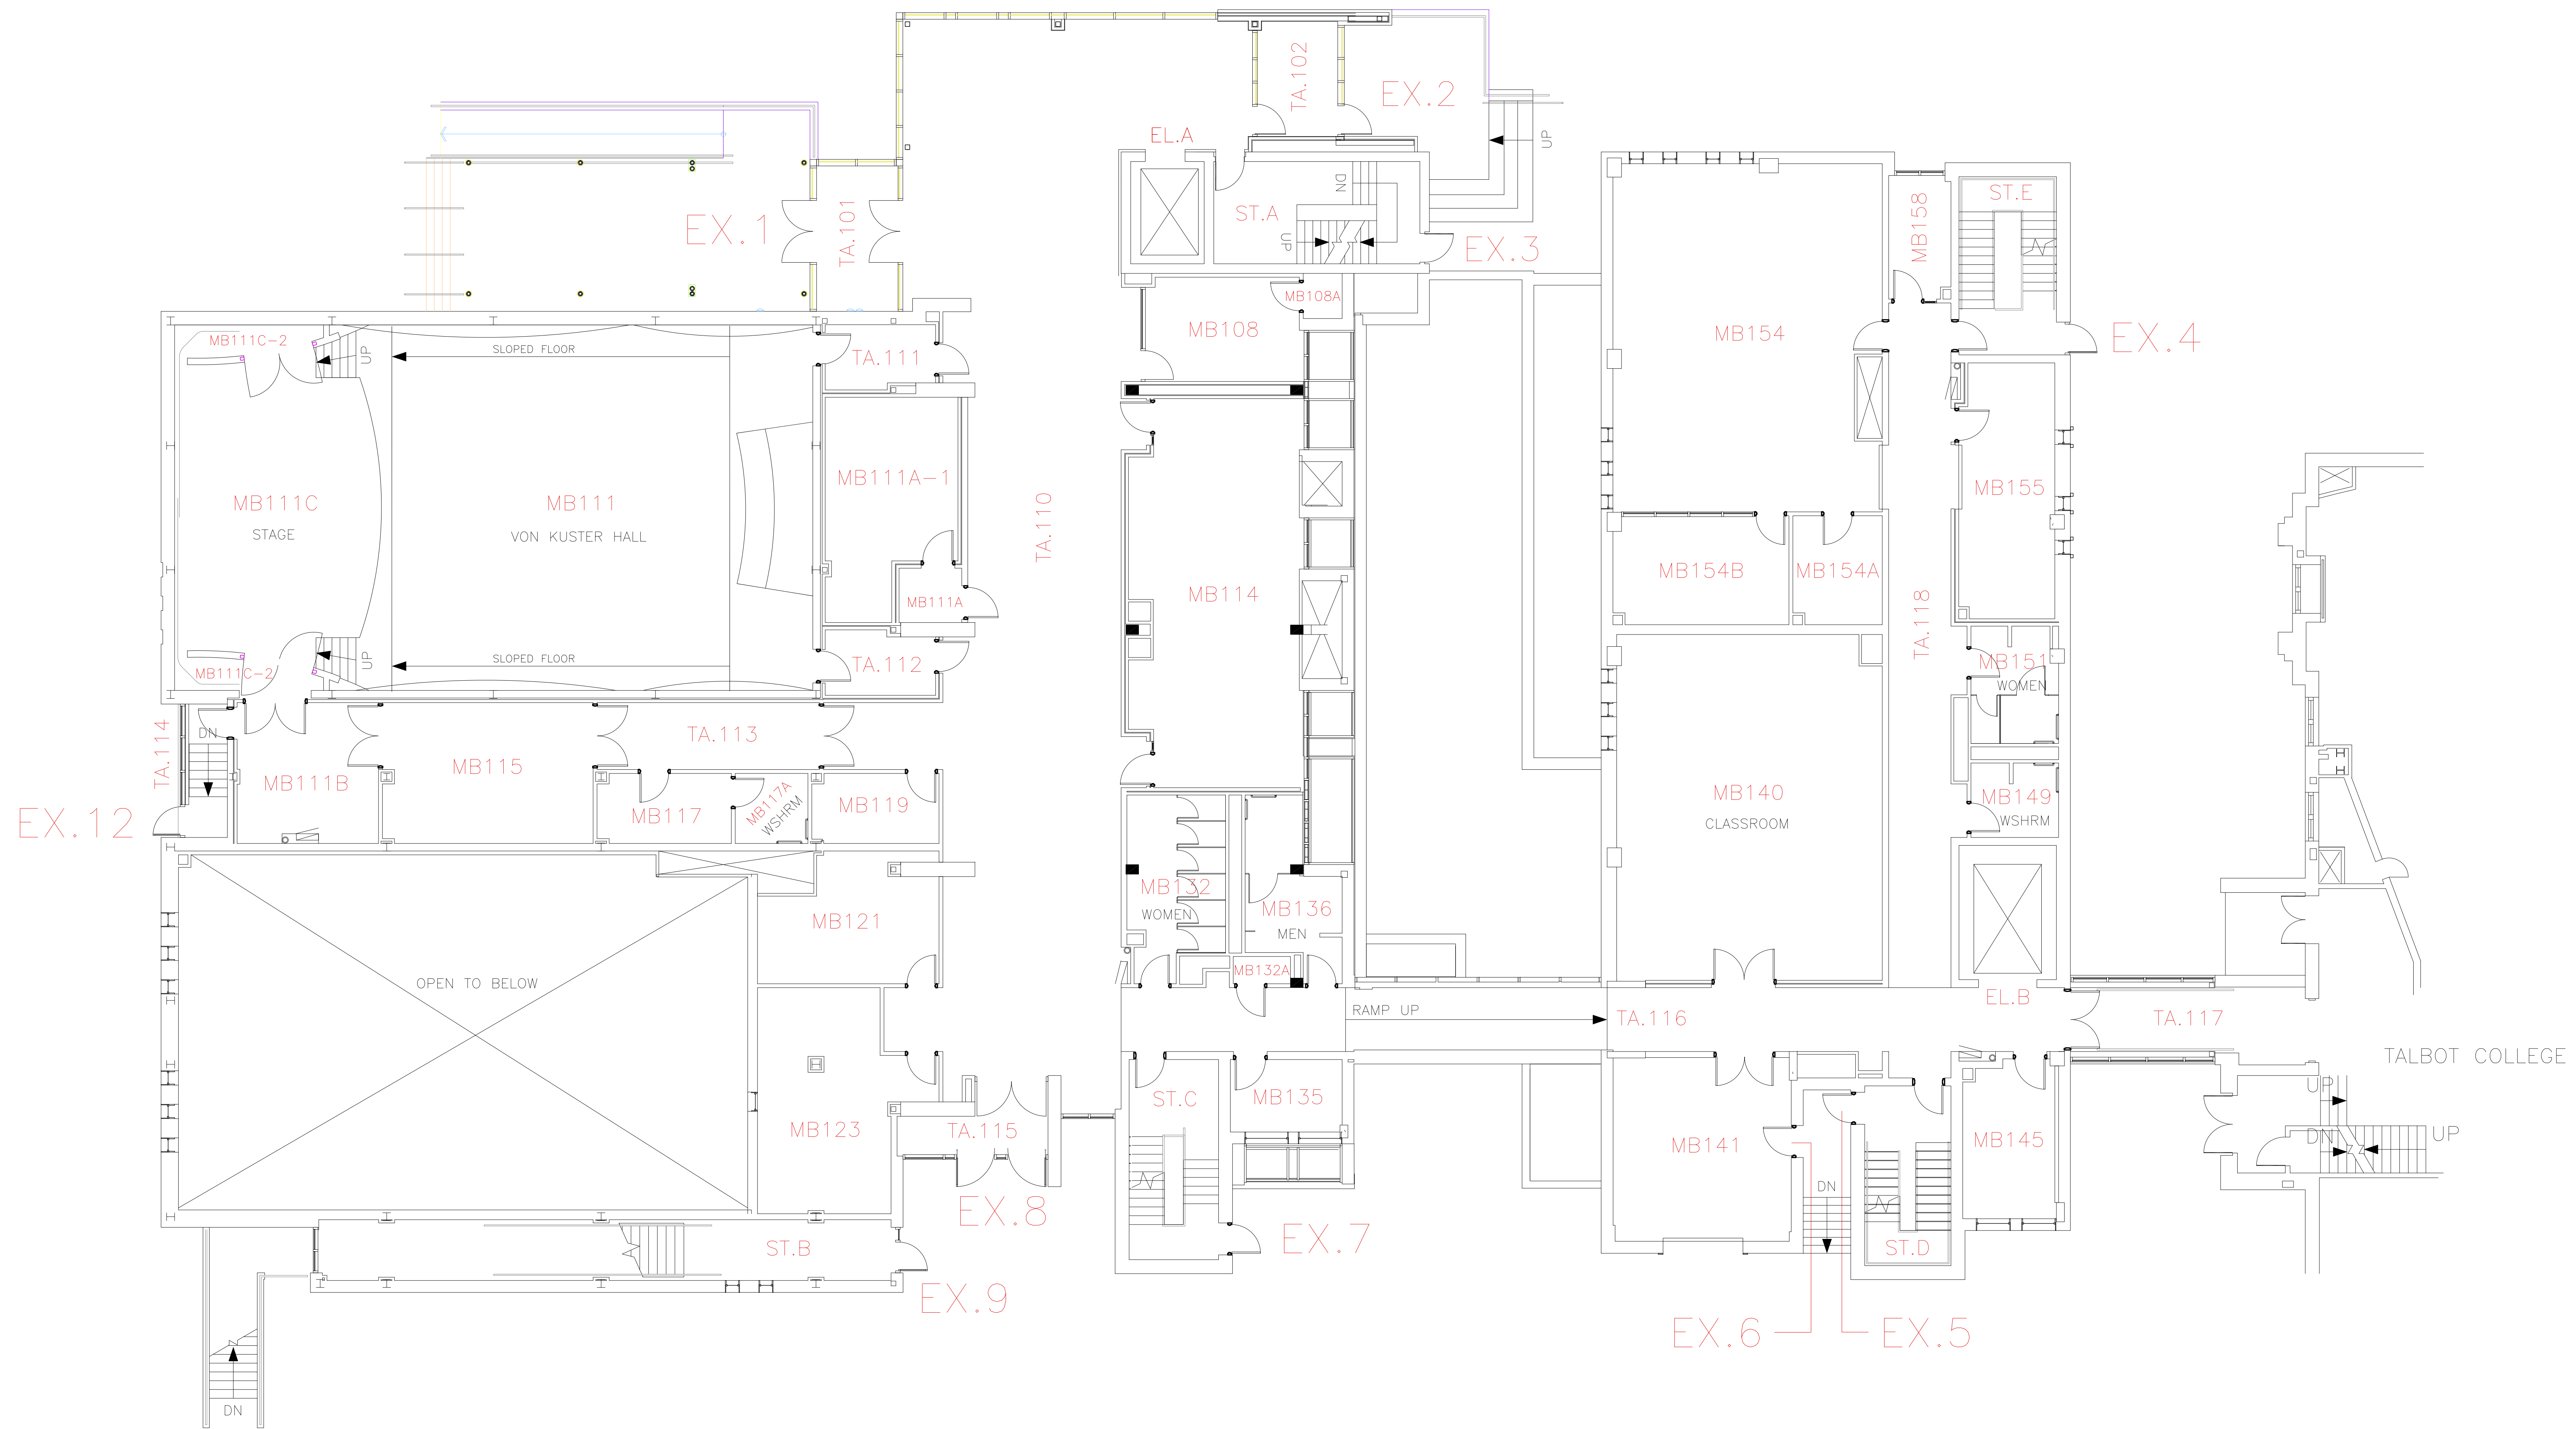 TA.102
EX.2
UP
EL.A
DN
ST.A
UP
EX.1
TA.101
EX.3
MB158
ST.E
MB108A
MB108
MB154
EX.4
MB111C-2
UP
SLOPED FLOOR
TA.111
MB111A-1
MB155
MB111C
STAGE
MB111
VON KUSTER HALL
TA.110
MB154B
MB154A
MB114
MB111A
TA.118
SLOPED FLOOR
UP
MB111C-2
TA.112
MB151
WOMEN
TA.114
DN
TA.113
MB115
MB111B
MB117
MB117A
WSHRM
MB119
MB140
CLASSROOM
MB149
WSHRM
EX.12
MB132
WOMEN
MB136
MEN
MB121
MB132A
OPEN TO BELOW
EL.B
RAMP UP
TA.116
TA.117
TALBOT COLLEGE
UP
ST.C
MB135
MB123
TA.115
MB141
MB145
DN
UP
DN
EX.8
EX.7
ST.B
ST.D
EX.9
EX.6
EX.5
DN